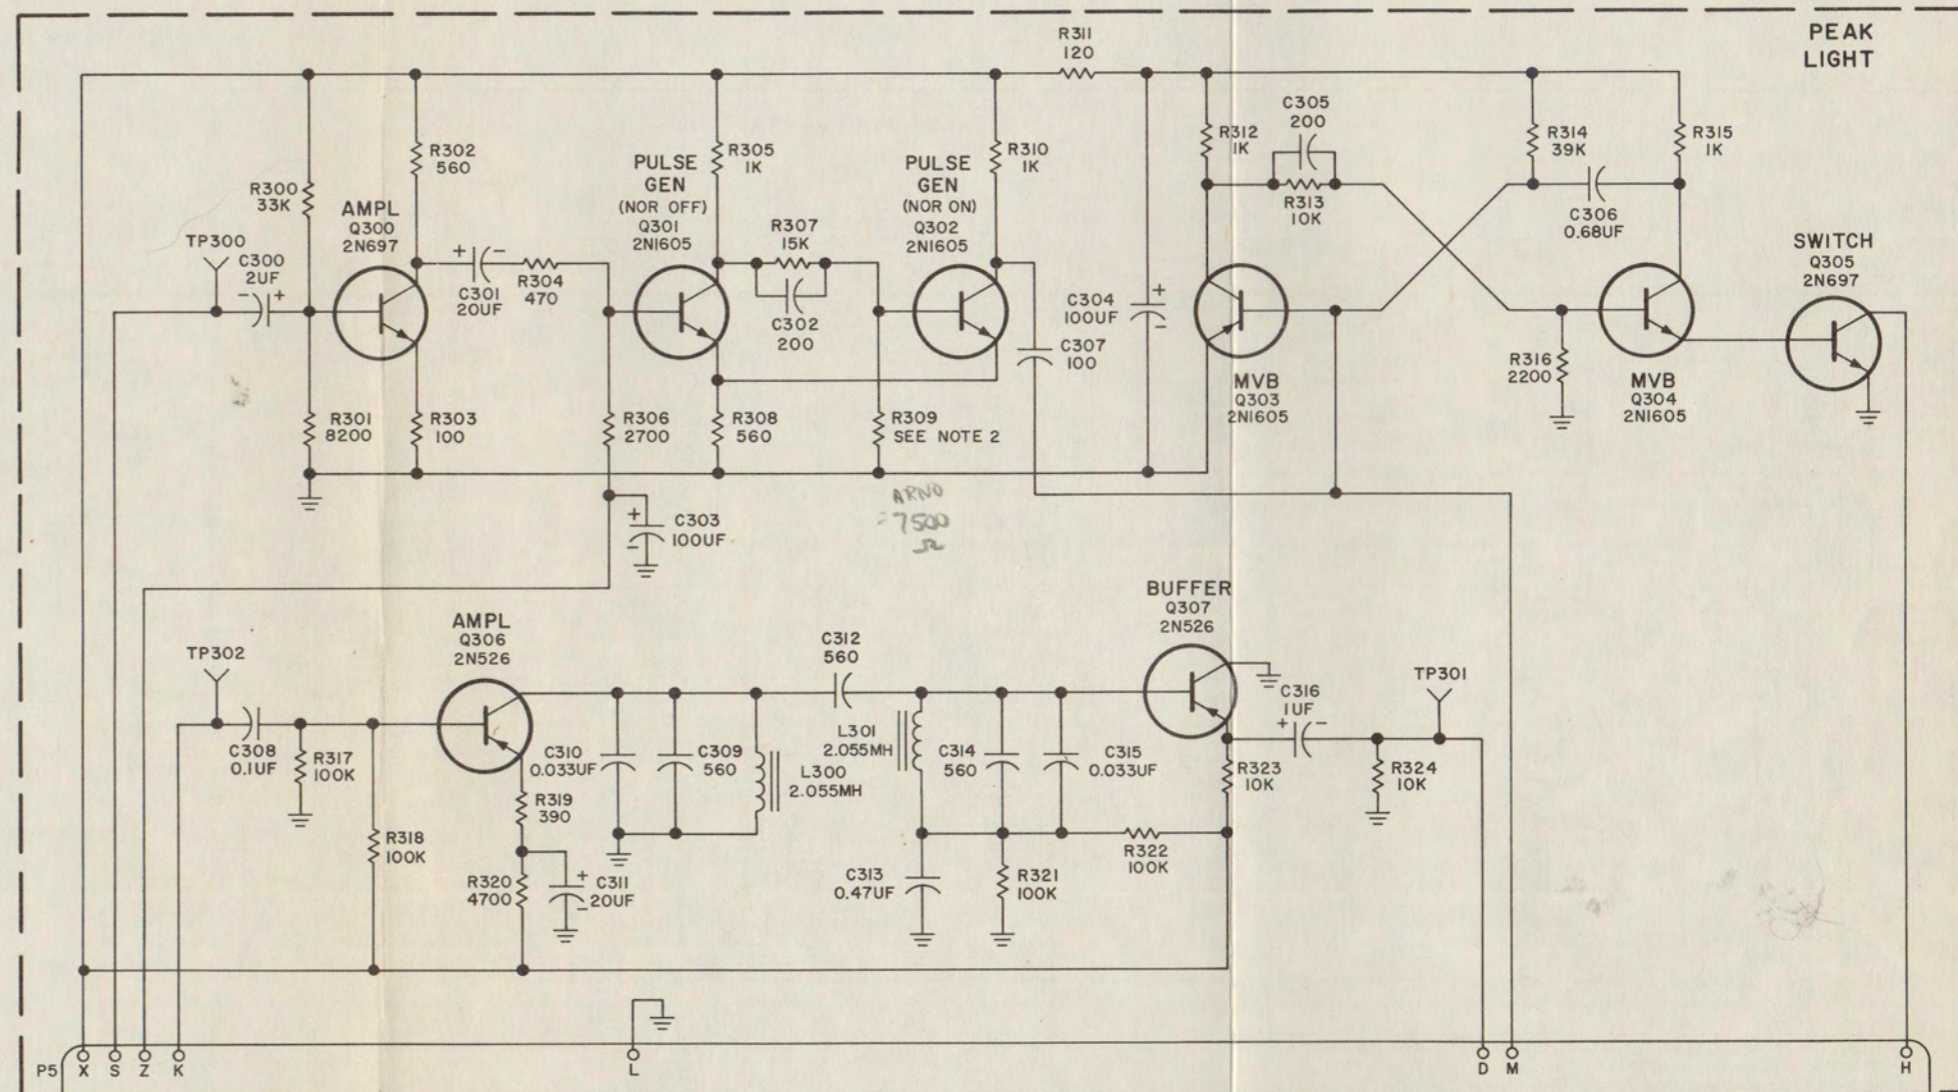 PEAK
LIGHT
R311
120
R302
560
R300
33K
AMPL
Q300
2N697
TP300
C300
2UF
- +
+ -
C301
20UF
R304
470
PULSE
GEN
(NOR OFF)
Q301
2N1605
R305
1K
R307
15K
C302
200
PULSE
GEN
(NOR ON)
Q302
2N1605
R310
1K
C307
100
C304
100UF
+
-
R312
1K
C305
200
R313
10K
R314
39K
R315
1K
C306
0.68UF
MVB
Q303
2N1605
R316
2200
MVB
Q304
2N1605
SWITCH
Q305
2N697
R301
8200
R303
100
R306
2700
R308
560
R309
SEE NOTE 2
ARNO
=7500
Ω
+
-
C303
100UF
AMPL
Q306
2N526
TP302
C308
0.1UF
R317
100K
R318
100K
R319
390
R320
4700
+
-
C311
20UF
C310
0.033UF
C309
560
L300
2.055MH
C312
560
L301
2.055MH
C314
560
C315
0.033UF
C313
0.47UF
R321
100K
R322
100K
BUFFER
Q307
2N526
C316
1UF
+ -
R323
10K
R324
10K
TP301
P5
X
S
Z
K
L
D
M
H